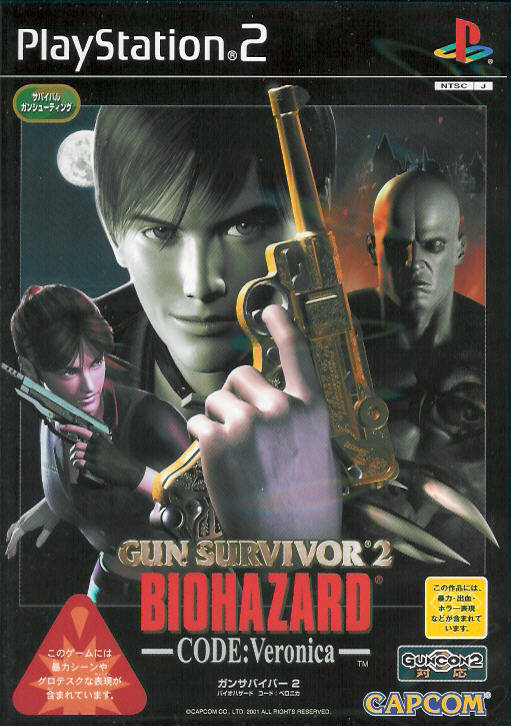 PlayStation®2
NTSC J
サバイバル
ガンシューティング
GUN SURVIVOR®2
BIOHAZARD®
CODE:Veronica™
ガンサバイバー2
バイオハザード コード:ベロニカ
このゲームには
暴力シーンや
グロテスクな表現が
含まれています。
この作品には、
暴力・出血・
ホラー表現
などが含まれて
います。
GUNCON2
対応
CAPCOM
©CAPCOM CO., LTD. 2001 ALL RIGHTS RESERVED.